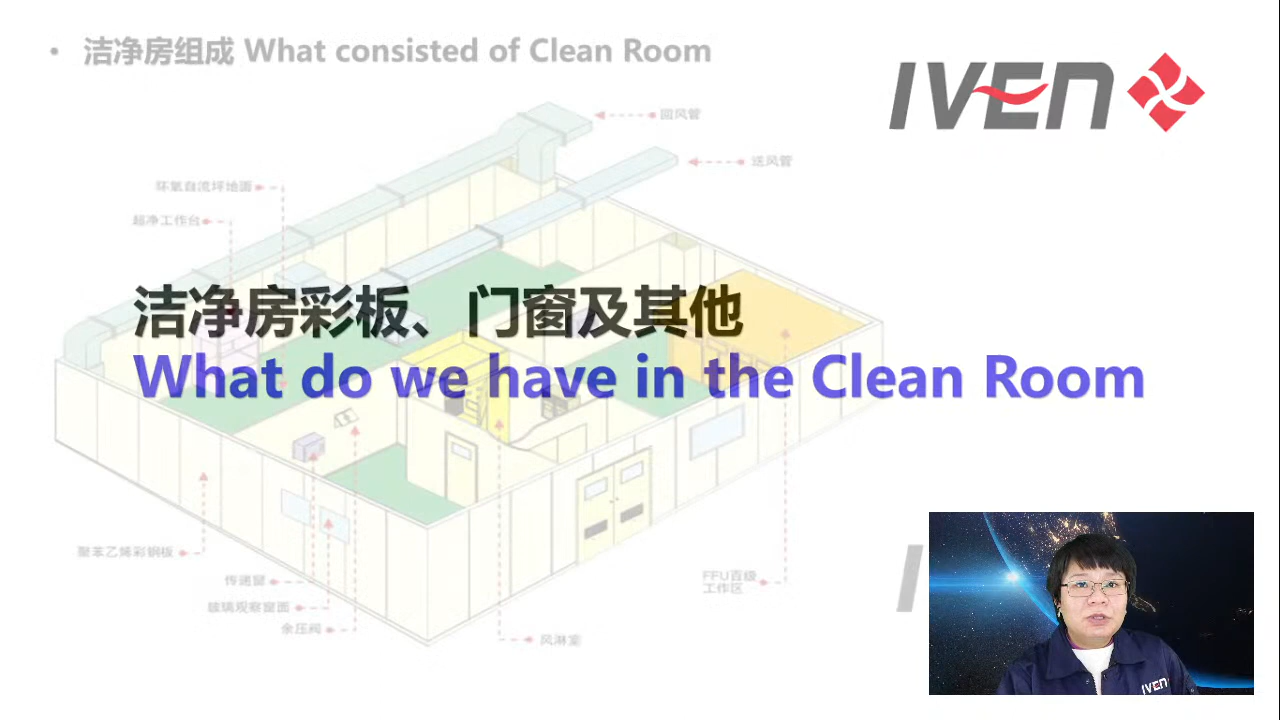 • 洁净房组成 What consisted of Clean Room
IVEN
回风管
送风管
环氧自流坪地面
超净工作台
洁净房彩板、门窗及其他
What do we have in the Clean Room
聚苯乙烯彩钢板
传递窗
玻璃观察窗面
余压阀
FFU百级
工作区
风淋室
IVEN